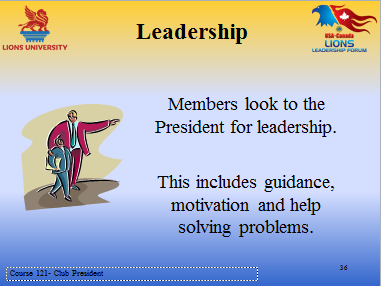 Leadership
LIONS UNIVERSITY
USA-Canada
LIONS
LEADERSHIP FORUM
Members look to the
President for leadership.
This includes guidance,
motivation and help
solving problems.
Course 121- Club President
36